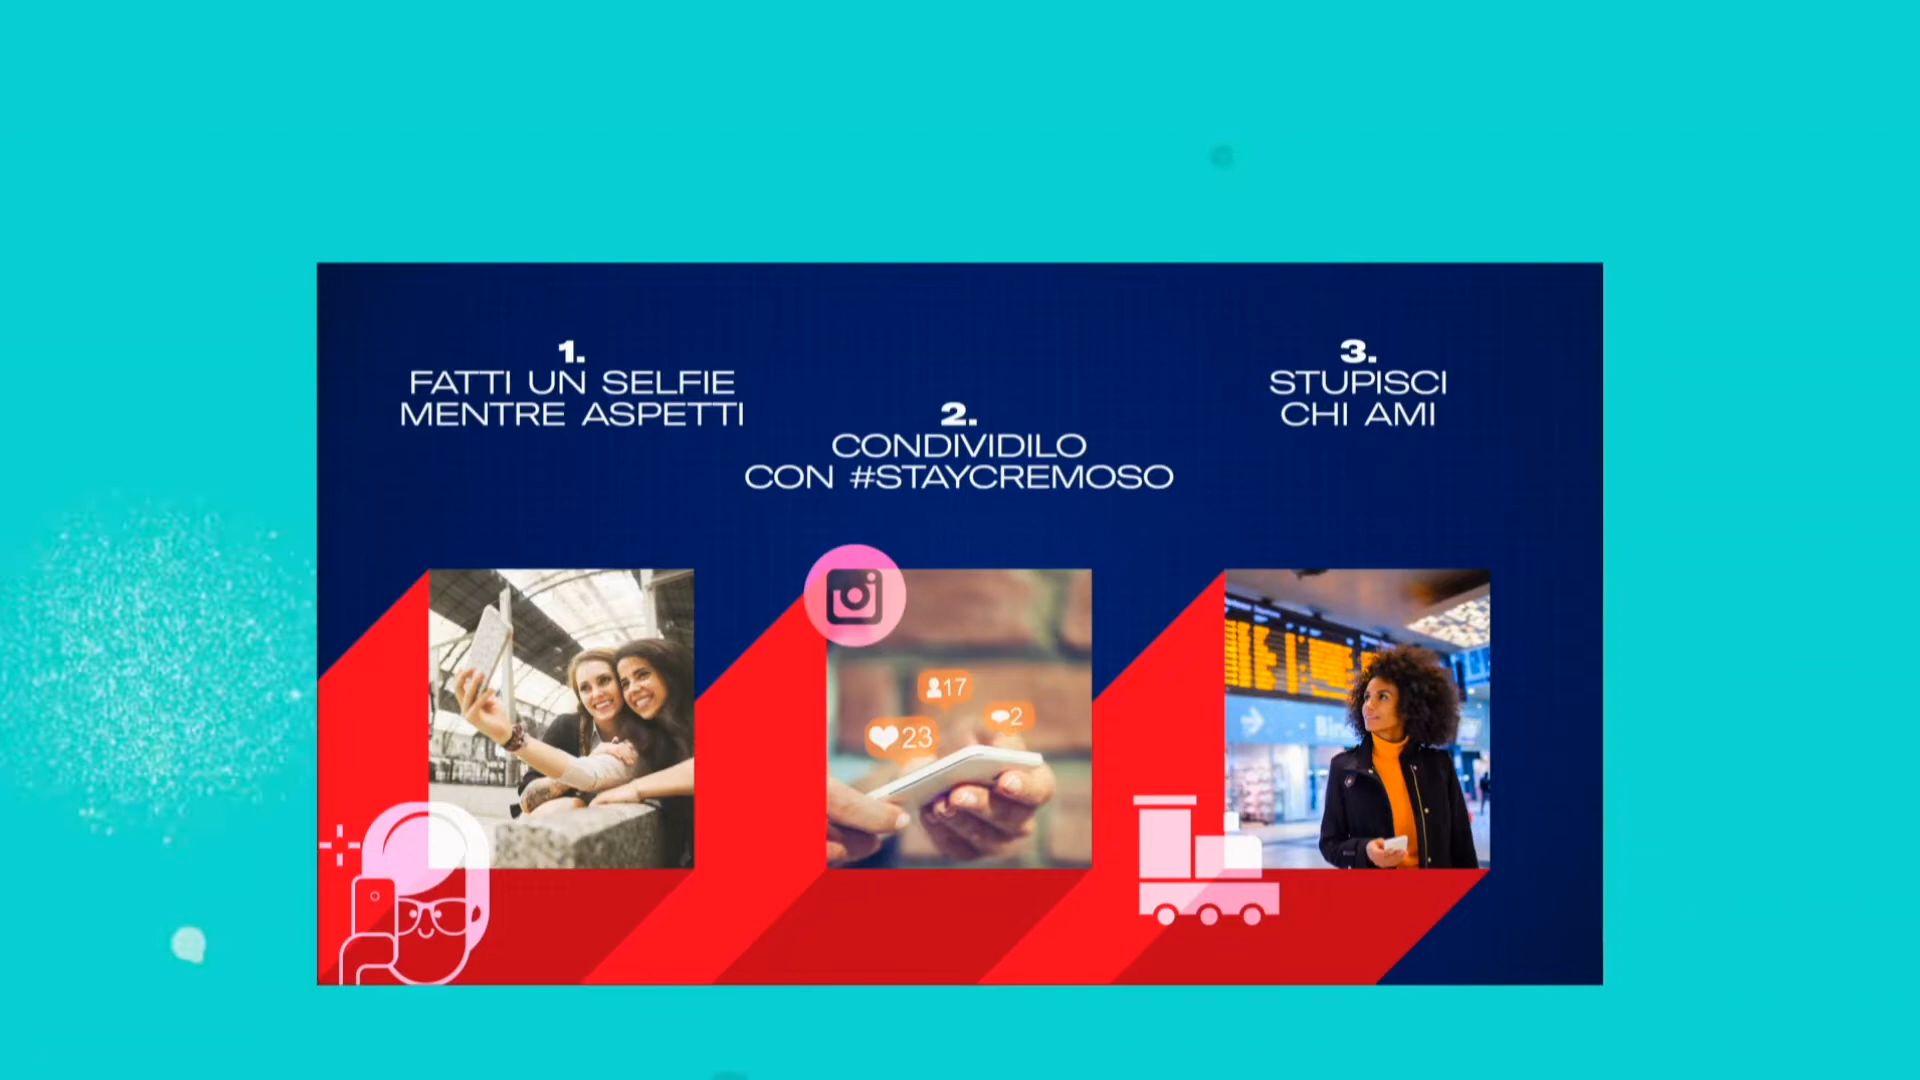 1.
FATTI UN SELFIE
MENTRE ASPETTI
2.
CONDIVIDILO
CON #STAYCREMOSO
3.
STUPISCI
CHI AMI
17
2
23